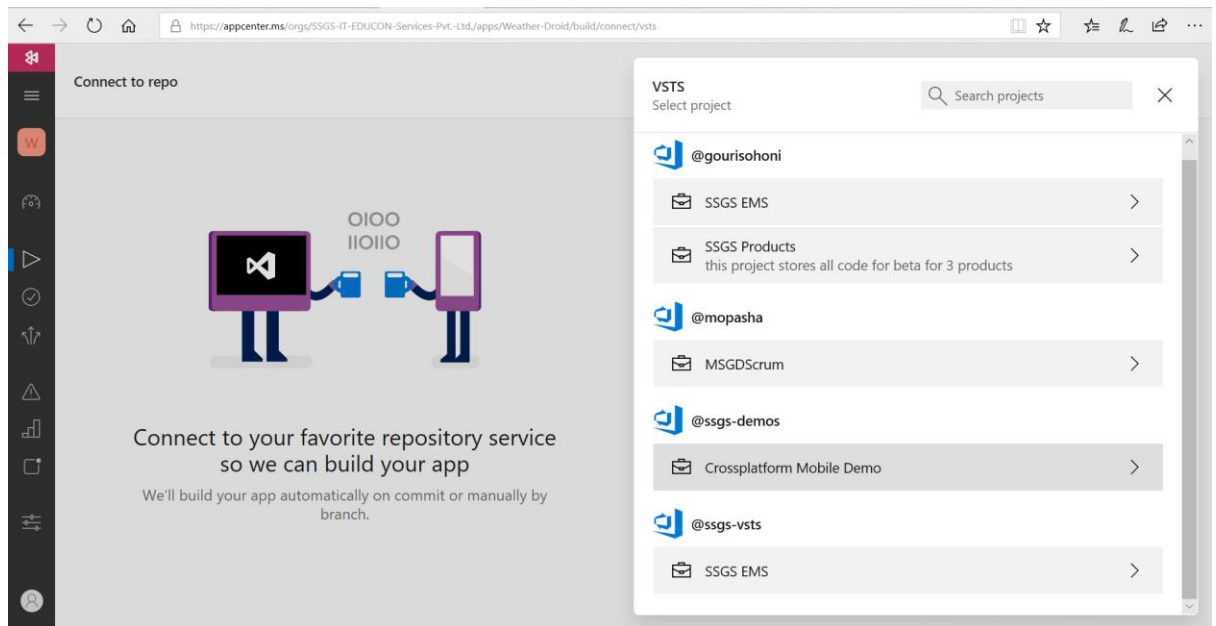 https://appcenter.ms/orgs/SSGS-IT-EDUCON-Services-Pvt.-Ltd./apps/Weather-Droid/build/connect/vsts
Connect to repo
W
0100
110110
Connect to your favorite repository service
so we can build your app
We'll build your app automatically on commit or manually by
branch.
VSTS
Select project
Search projects
@gourisohoni
SSGS EMS
SSGS Products
this project stores all code for beta for 3 products
@mopasha
MSGDScrum
@ssgs-demos
Crossplatform Mobile Demo
@ssgs-vsts
SSGS EMS